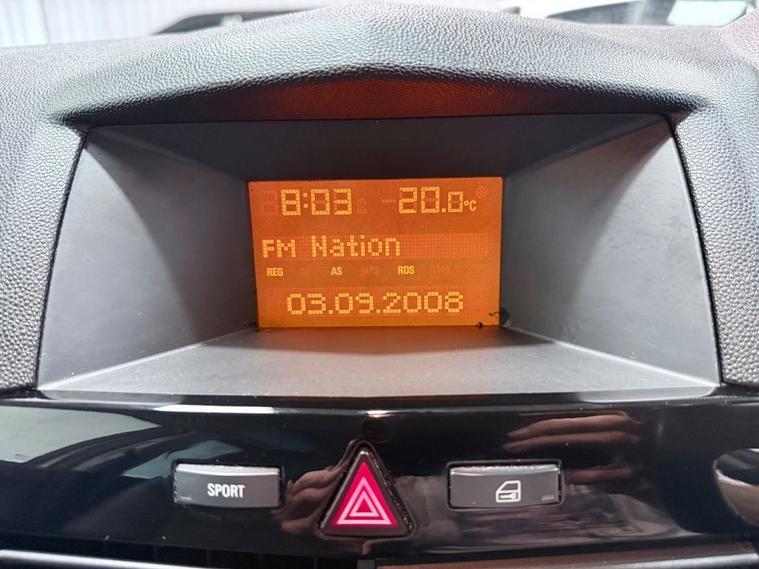 8:03 -20.0°C
FM Nation
REG AS RDS
03.09.2008
SPORT